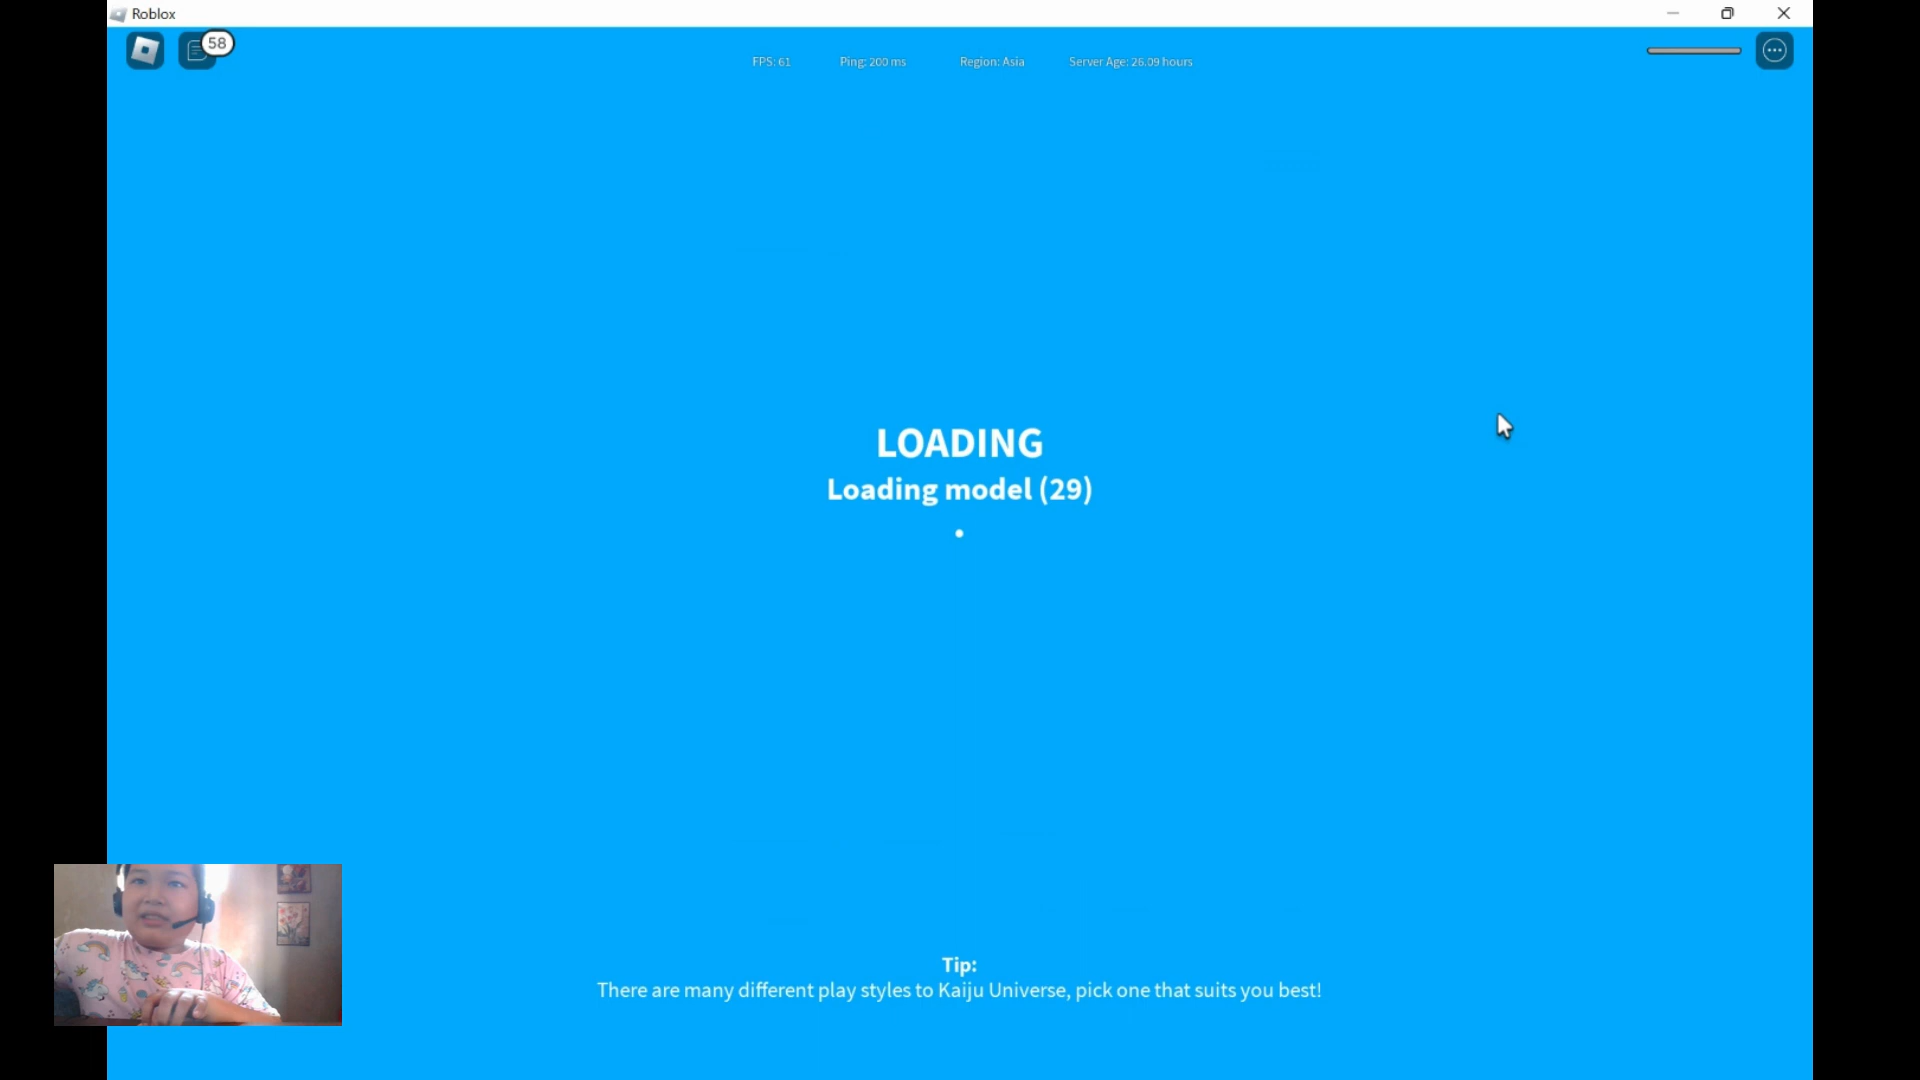 Roblox
58
FPS: 61 Ping: 200 ms Region: Asia Server Age: 26.09 hours
LOADING
Loading model (29)
Tip:
There are many different play styles to Kaiju Universe, pick one that suits you best!